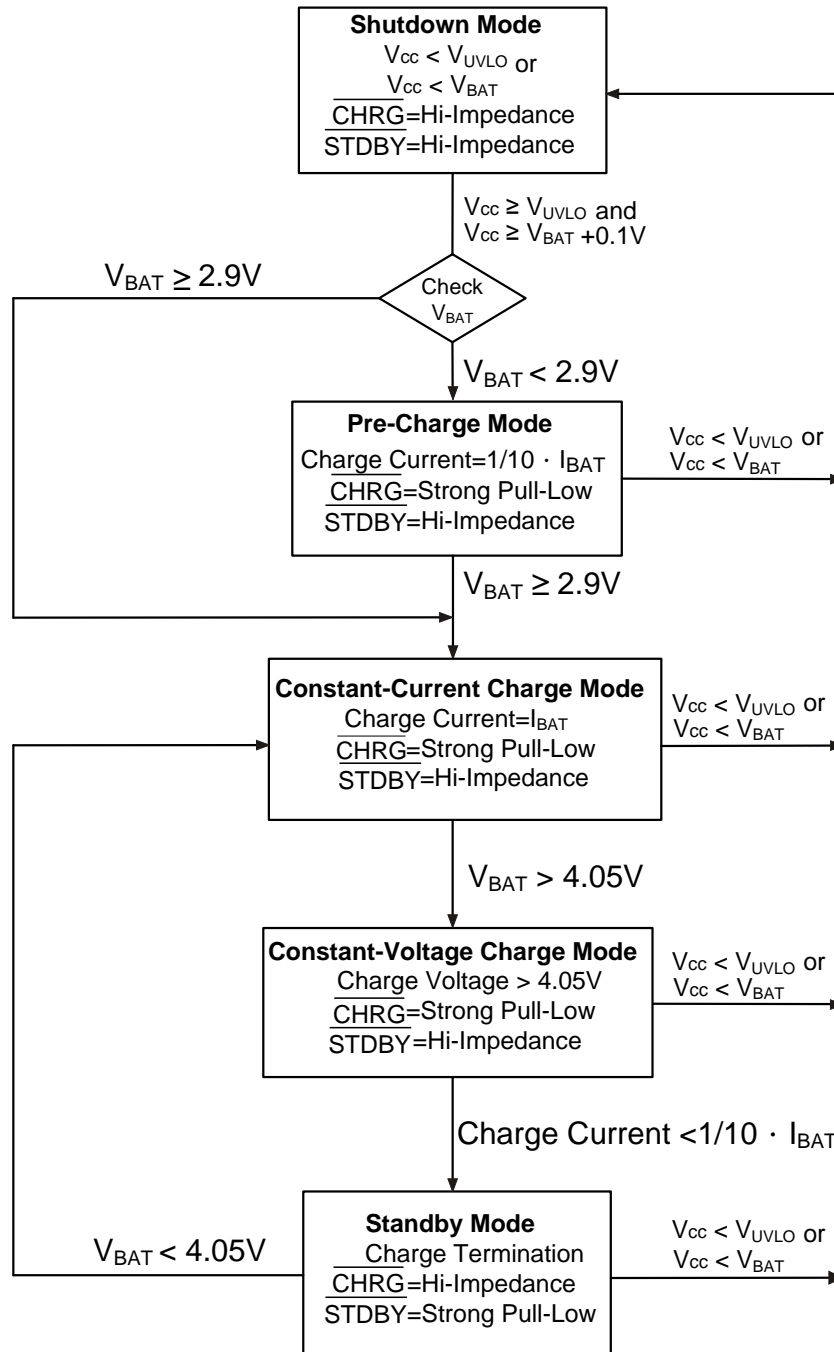 Shutdown Mode
Vcc < VUVLO or
Vcc < VBAT
CHRG=Hi-Impedance
STDBY=Hi-Impedance
Vcc ≥ VUVLO and
Vcc ≥ VBAT +0.1V
VBAT ≥ 2.9V
Check
VBAT
VBAT < 2.9V
Pre-Charge Mode
Charge Current=1/10 · IBAT
CHRG=Strong Pull-Low
STDBY=Hi-Impedance
Vcc < VUVLO or
Vcc < VBAT
VBAT ≥ 2.9V
Constant-Current Charge Mode
Charge Current=IBAT
CHRG=Strong Pull-Low
STDBY=Hi-Impedance
Vcc < VUVLO or
Vcc < VBAT
VBAT > 4.05V
Constant-Voltage Charge Mode
Charge Voltage > 4.05V
CHRG=Strong Pull-Low
STDBY=Hi-Impedance
Vcc < VUVLO or
Vcc < VBAT
Charge Current <1/10 · IBAT
VBAT < 4.05V
Standby Mode
Charge Termination
CHRG=Hi-Impedance
STDBY=Strong Pull-Low
Vcc < VUVLO or
Vcc < VBAT